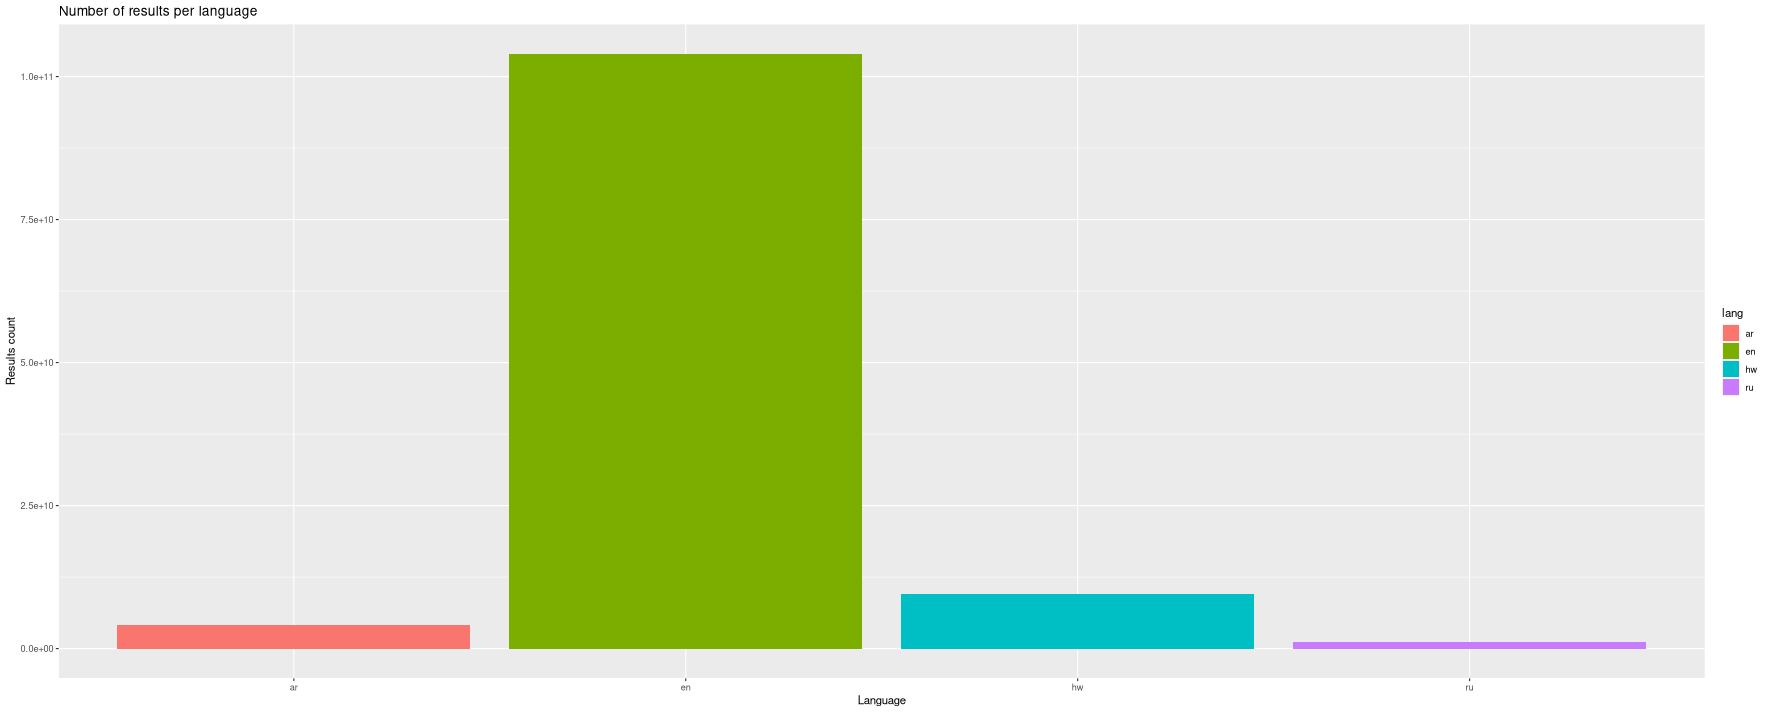 Number of results per language
1.0e+11
7.5e+10
5.0e+10
2.5e+10
0.0e+00
Results count
ar
en
hw
ru
Language
lang
ar
en
hw
ru